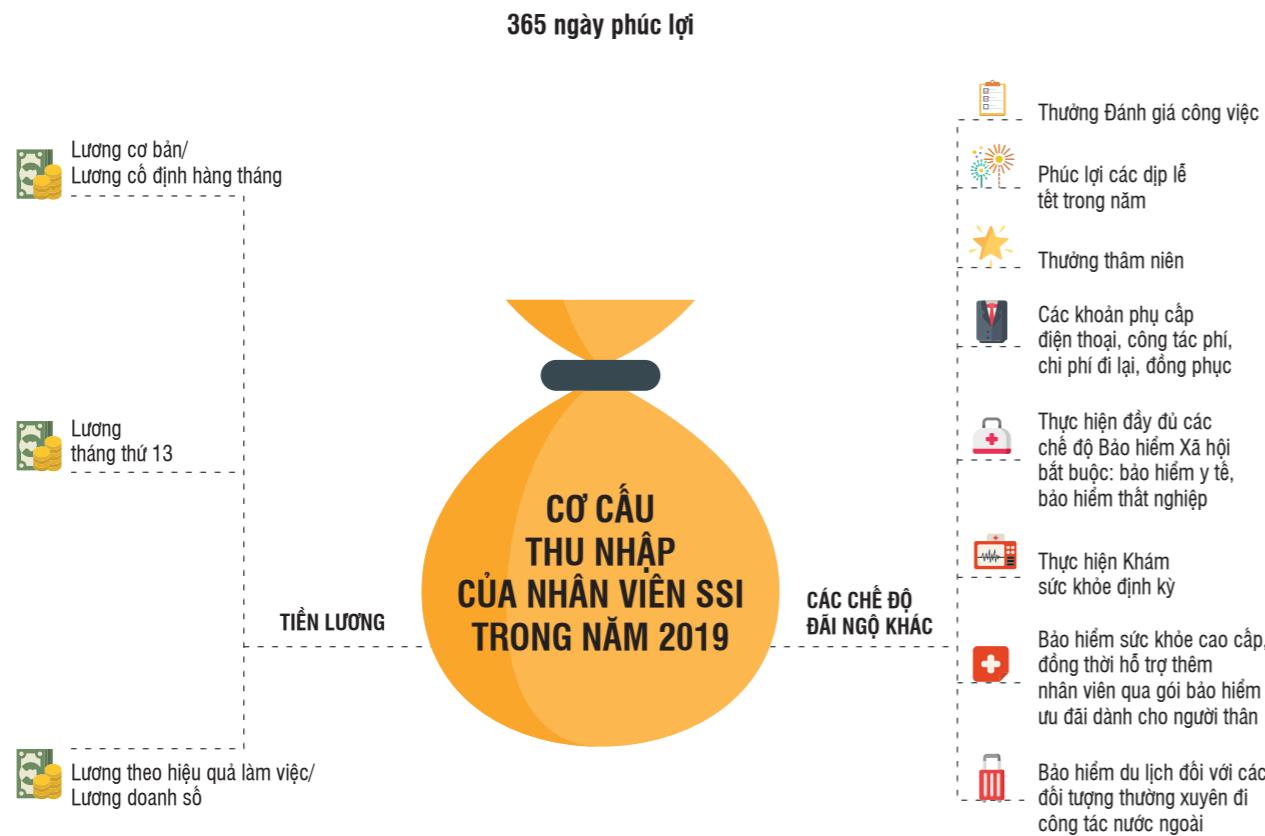 365 ngày phúc lợi
Lương cơ bản/
Lương cố định hàng tháng
Lương
tháng thứ 13
Lương theo hiệu quả làm việc/
Lương doanh số
TIỀN LƯƠNG
CƠ CẤU
THU NHẬP
CỦA NHÂN VIÊN SSI
TRONG NĂM 2019
CÁC CHẾ ĐỘ
ĐÃI NGỘ KHÁC
Thưởng Đánh giá công việc
Phúc lợi các dịp lễ
tết trong năm
Thưởng thâm niên
Các khoản phụ cấp
điện thoại, công tác phí,
chi phí đi lại, đồng phục
Thực hiện đầy đủ các
chế độ Bảo hiểm Xã hội
bắt buộc: bảo hiểm y tế,
bảo hiểm thất nghiệp
Thực hiện Khám
sức khỏe định kỳ
Bảo hiểm sức khỏe cao cấp,
đồng thời hỗ trợ thêm
nhân viên qua gói bảo hiểm
ưu đãi dành cho người thân
Bảo hiểm du lịch đối với các
đối tượng thường xuyên đi
công tác nước ngoài